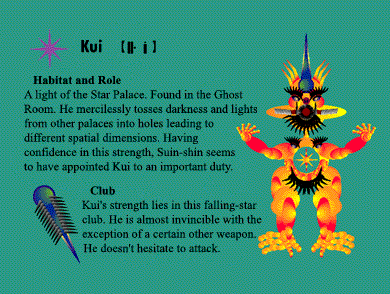 Kui
Habitat and Role
A light of the Star Palace. Found in the Ghost
Room. He mercilessly tosses darkness and lights
from other palaces into holes leading to
different spatial dimensions. Having
confidence in this strength, Suin-shin seems
to have appointed Kui to an important duty.
Club
Kui's strength lies in this falling-star
club. He is almost invincible with the
exception of a certain other weapon.
He doesn't hesitate to attack.